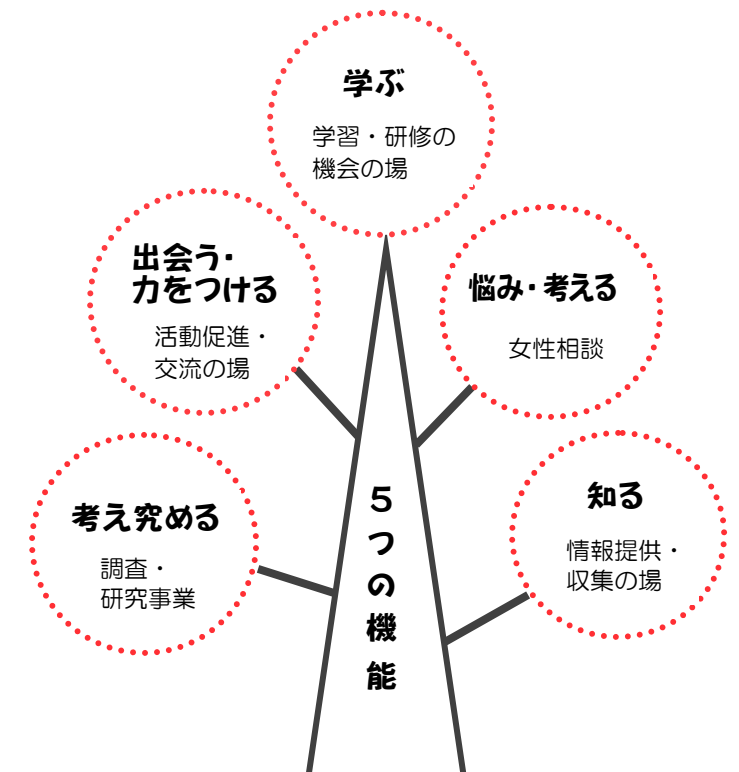 学ぶ
学習・研修の
機会の場
出会う・
力をつける
活動促進・
交流の場
悩み・考える
女性相談
考え究める
調査・
研究事業
知る
情報提供・
収集の場
5つの機能